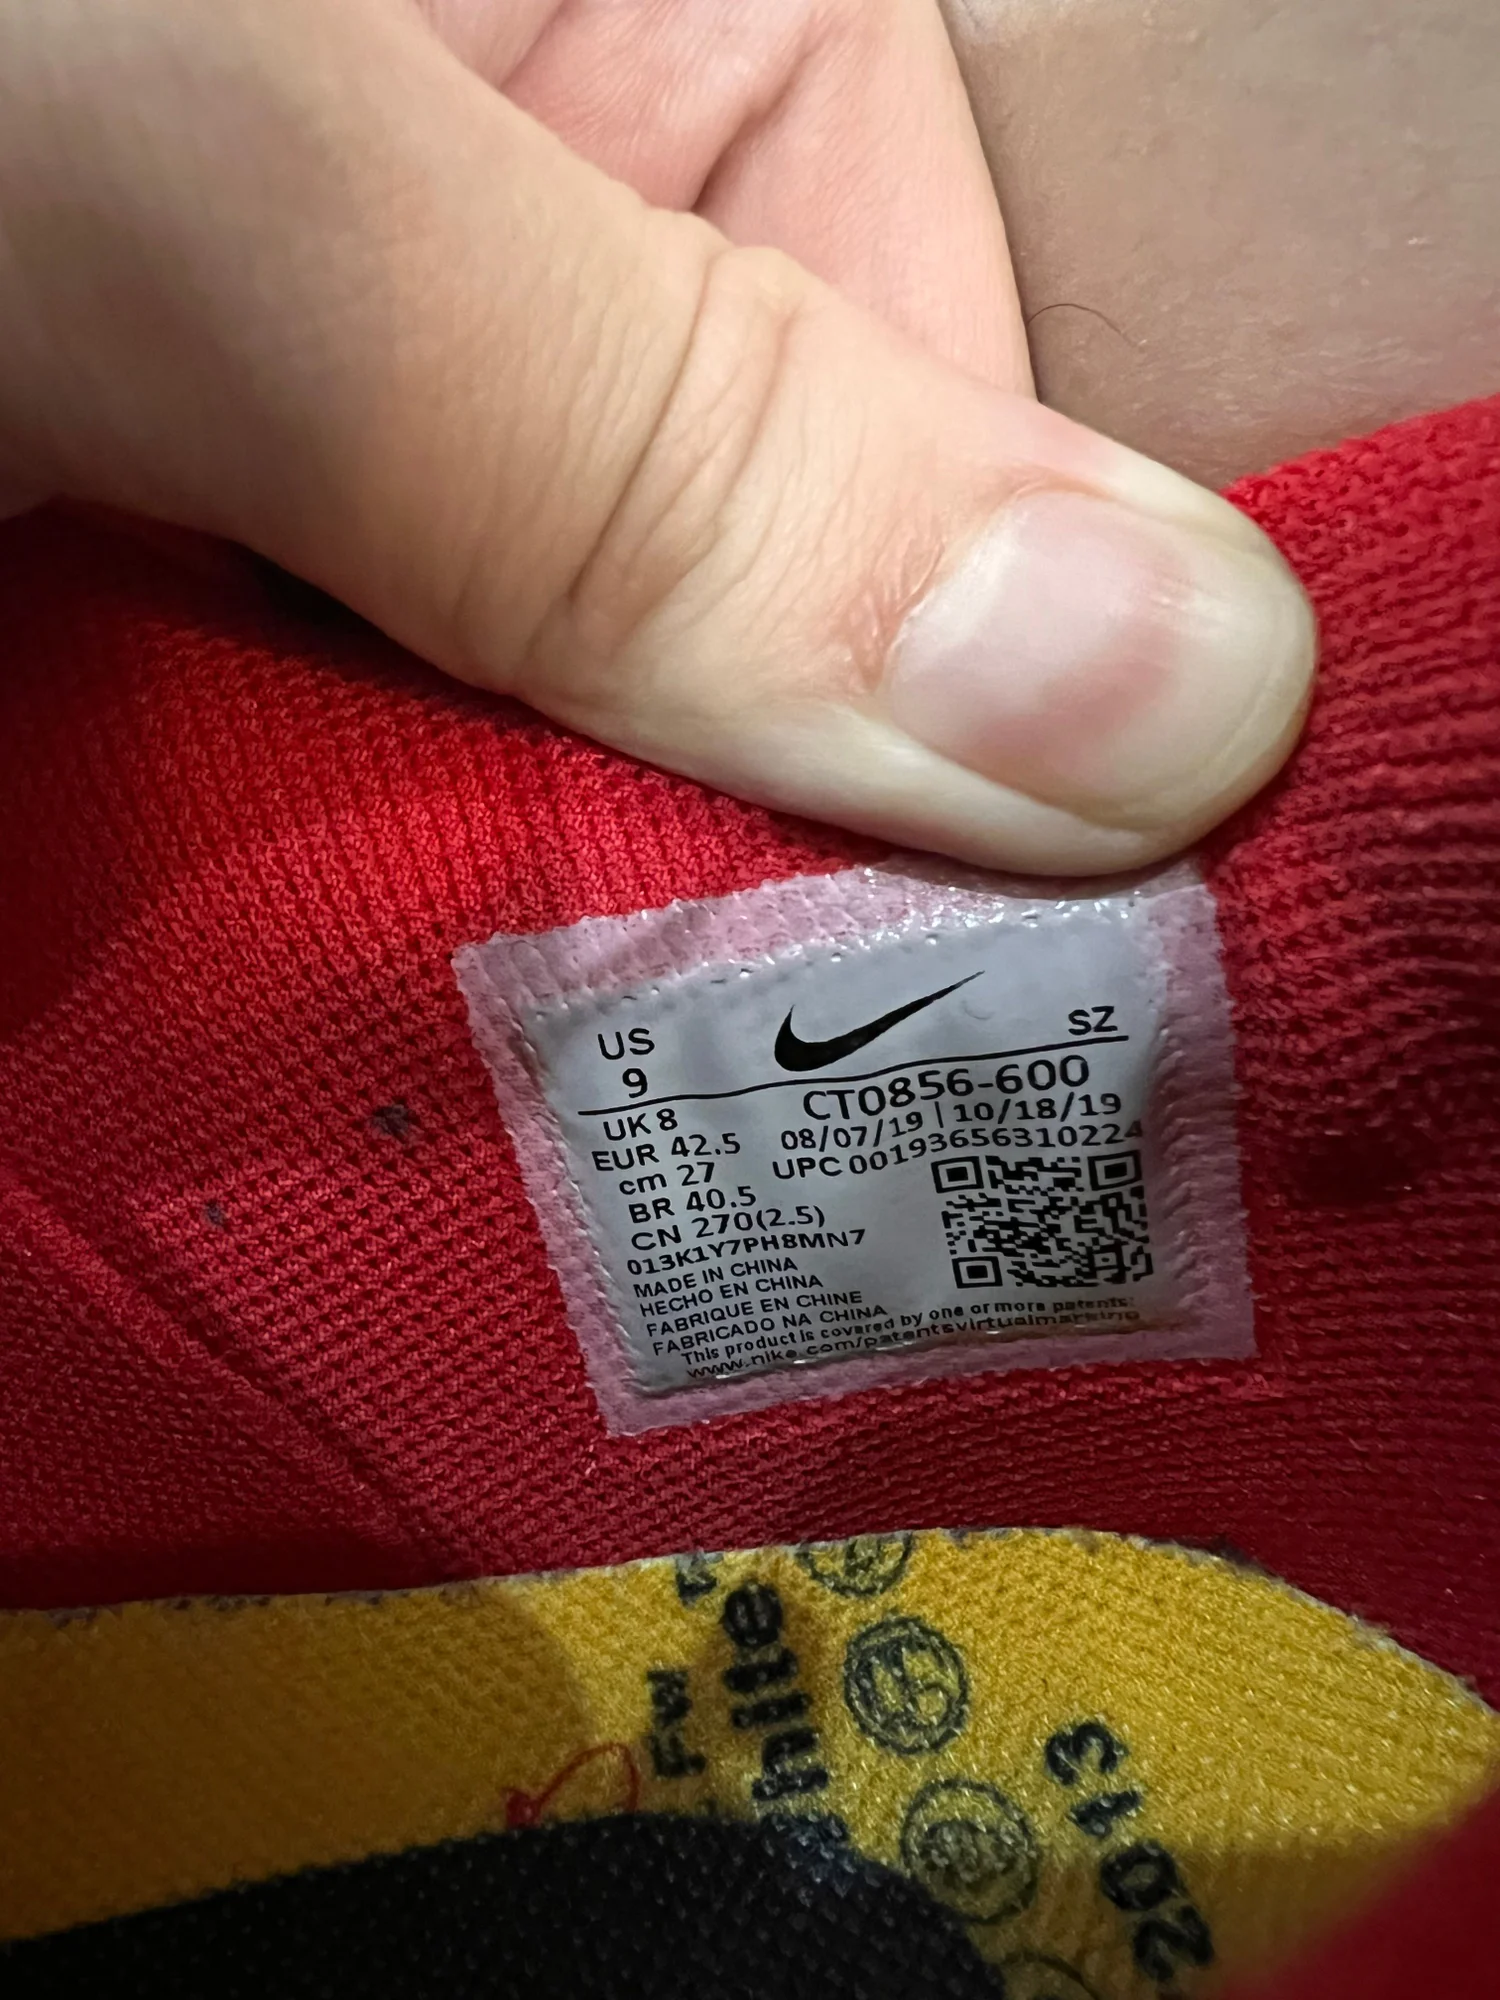 US
9
SZ
CT0856-600
08/07/19 | 10/18/19
UPC 00193656310224
UK 8
EUR 42.5
cm 27
BR 40.5
CN 270(2.5)
013K1Y7PH8MN7
MADE IN CHINA
HECHO EN CHINA
FABRIQUE EN CHINE
FABRICADO NA CHINA
This product is covered by one or more patents:
www.nike.com/patentsvirtualmarking
FW
hite